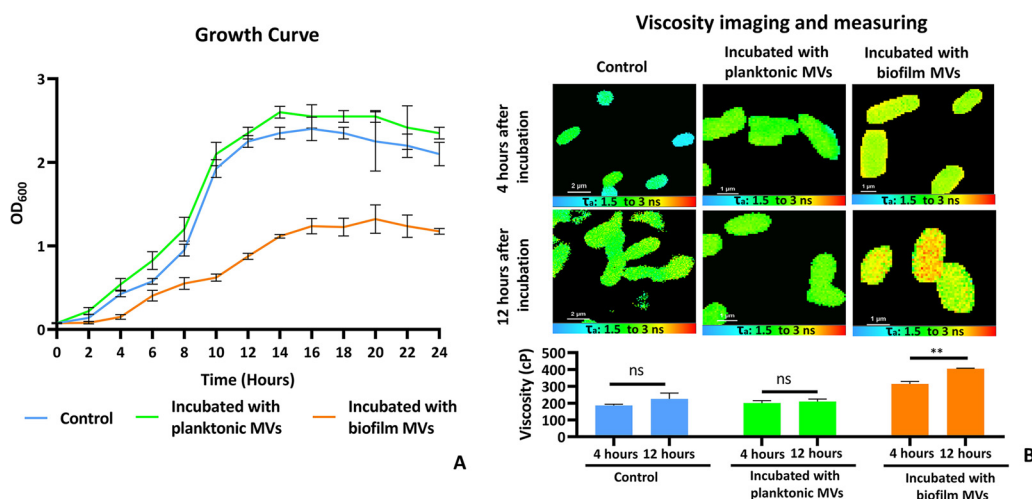 Growth Curve
3
2
1
0
OD600
0 2 4 6 8 10 12 14 16 18 20 22 24
Time (Hours)
Control
Incubated with
planktonic MVs
Incubated with
biofilm MVs
A
Viscosity imaging and measuring
Control
Incubated with
planktonic MVs
Incubated with
biofilm MVs
4 hours after
incubation
2 µm
τa: 1.5 to 3 ns
1 µm
τa: 1.5 to 3 ns
1 µm
τa: 1.5 to 3 ns
12 hours after
incubation
2 µm
τa: 1.5 to 3 ns
1 µm
τa: 1.5 to 3 ns
1 µm
τa: 1.5 to 3 ns
Viscosity (cP)
500
400
300
200
100
0
ns
ns
**
4 hours 12 hours
Control
4 hours 12 hours
Incubated with
planktonic MVs
4 hours 12 hours
Incubated with
biofilm MVs
B